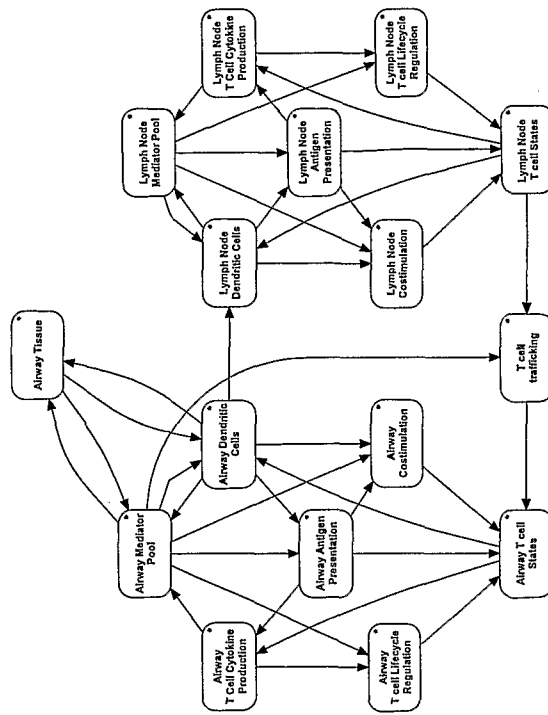 Airway Tissue
Airway Mediator
Pool
Airway Dendritic
Cells
Airway
T Cell Cytokine
Production
Airway Antigen
Presentation
Airway
T cell Lifecycle
Regulation
Airway
Costimulation
Airway T cell
States
T cell
trafficking
Lymph Node
Mediator Pool
Lymph Node
T Cell Cytokine
Production
Lymph Node
Dendritic Cells
Lymph Node
Antigen
Presentation
Lymph Node
Costimulation
Lymph Node
T cell Lifecycle
Regulation
Lymph Node
T cell States